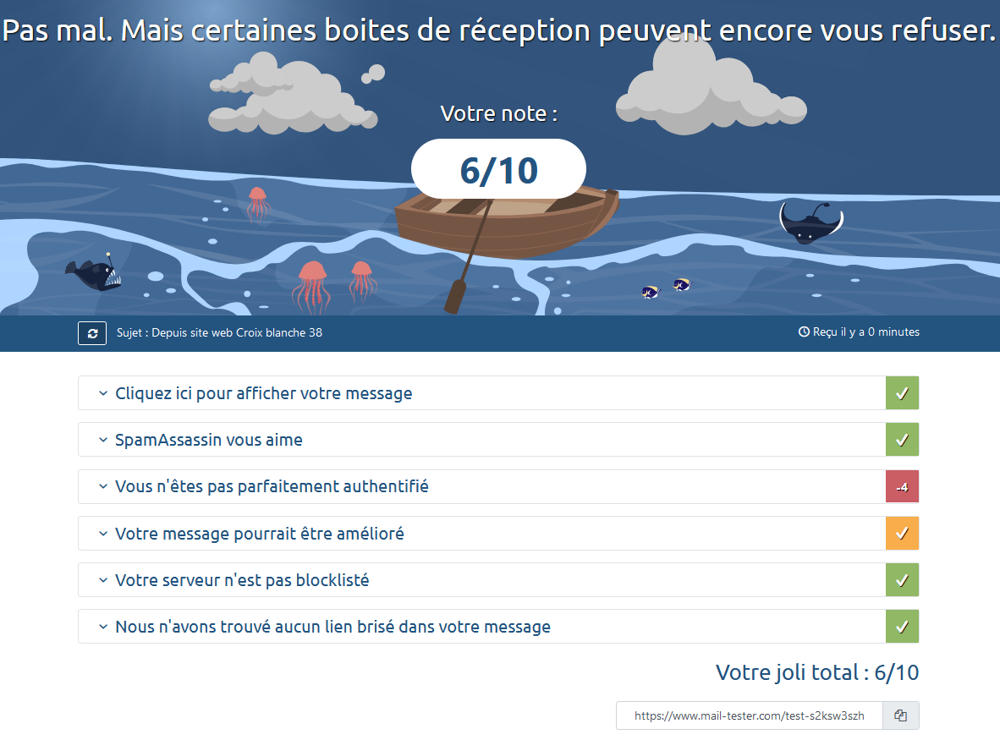 Pas mal. Mais certaines boites de réception peuvent encore vous refuser.
Votre note :
6/10
Sujet : Depuis site web Croix blanche 38
Reçu il y a 0 minutes
Cliquez ici pour afficher votre message
SpamAssassin vous aime
Vous n'êtes pas parfaitement authentifié
-4
Votre message pourrait être amélioré
Votre serveur n'est pas blocklisté
Nous n'avons trouvé aucun lien brisé dans votre message
Votre joli total : 6/10
https://www.mail-tester.com/test-s2ksw3szh